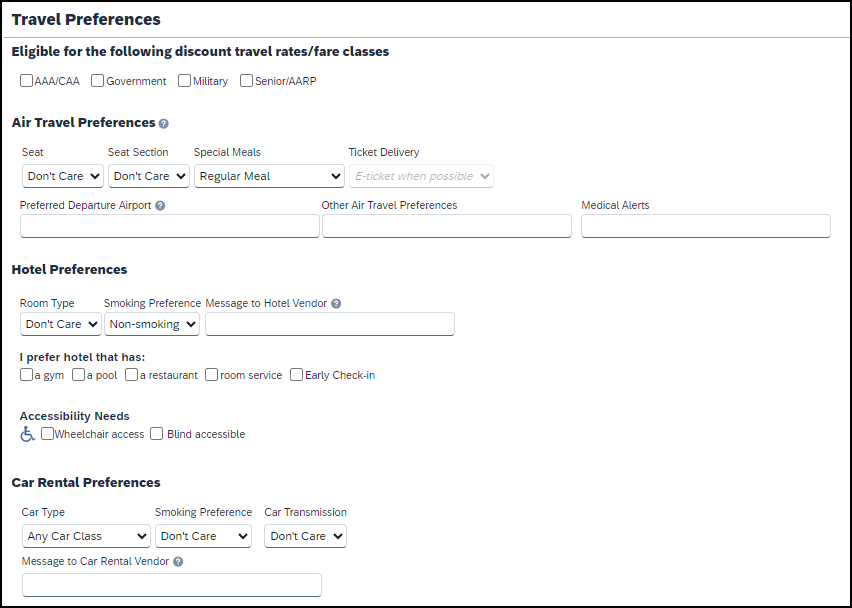 Travel Preferences
Eligible for the following discount travel rates/fare classes
AAA/CAA Government Military Senior/AARP
Air Travel Preferences ?
Seat Seat Section Special Meals Ticket Delivery
Don't Care Don't Care Regular Meal E-ticket when possible
Preferred Departure Airport ? Other Air Travel Preferences Medical Alerts
Hotel Preferences
Room Type Smoking Preference Message to Hotel Vendor ?
Don't Care Non-smoking
I prefer hotel that has:
a gym a pool a restaurant room service Early Check-in
Accessibility Needs
Wheelchair access Blind accessible
Car Rental Preferences
Car Type Smoking Preference Car Transmission
Any Car Class Don't Care Don't Care
Message to Car Rental Vendor ?